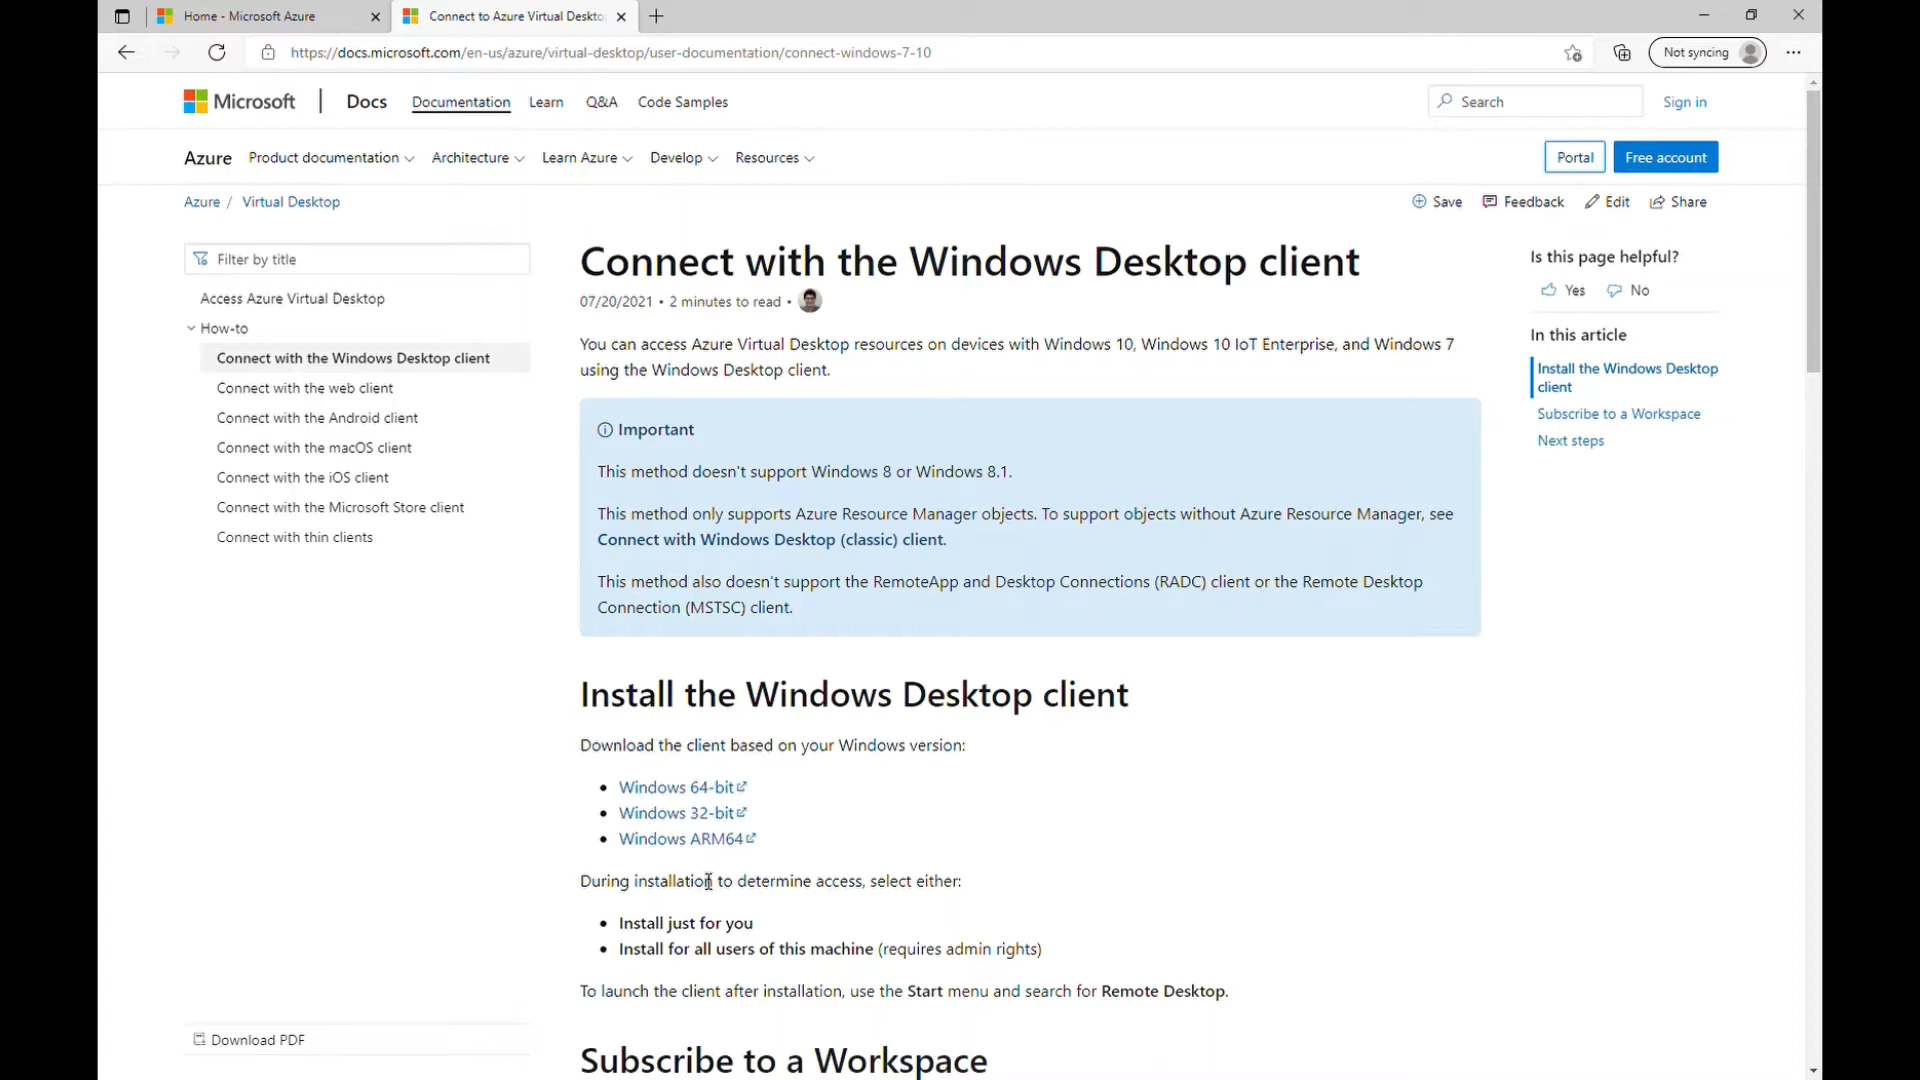 Home - Microsoft Azure
Connect to Azure Virtual Deskto
https://docs.microsoft.com/en-us/azure/virtual-desktop/user-documentation/connect-windows-7-10
Not syncing
Microsoft
Docs
Documentation
Learn
Q&A
Code Samples
Search
Sign in
Azure
Product documentation
Architecture
Learn Azure
Develop
Resources
Portal
Free account
Azure / Virtual Desktop
Save
Feedback
Edit
Share
Filter by title
Access Azure Virtual Desktop
How-to
Connect with the Windows Desktop client
Connect with the web client
Connect with the Android client
Connect with the macOS client
Connect with the iOS client
Connect with the Microsoft Store client
Connect with thin clients
Download PDF
Connect with the Windows Desktop client
07/20/2021 • 2 minutes to read •
You can access Azure Virtual Desktop resources on devices with Windows 10, Windows 10 IoT Enterprise, and Windows 7
using the Windows Desktop client.
Important
This method doesn't support Windows 8 or Windows 8.1.
This method only supports Azure Resource Manager objects. To support objects without Azure Resource Manager, see
Connect with Windows Desktop (classic) client.
This method also doesn't support the RemoteApp and Desktop Connections (RADC) client or the Remote Desktop
Connection (MSTSC) client.
Install the Windows Desktop client
Download the client based on your Windows version:
• Windows 64-bit
• Windows 32-bit
• Windows ARM64
During installation to determine access, select either:
• Install just for you
• Install for all users of this machine (requires admin rights)
To launch the client after installation, use the Start menu and search for Remote Desktop.
Subscribe to a Workspace
Is this page helpful?
Yes
No
In this article
Install the Windows Desktop
client
Subscribe to a Workspace
Next steps